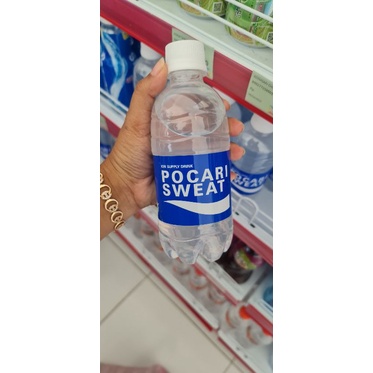 ION SUPPLY DRINK
POCARI
SWEAT